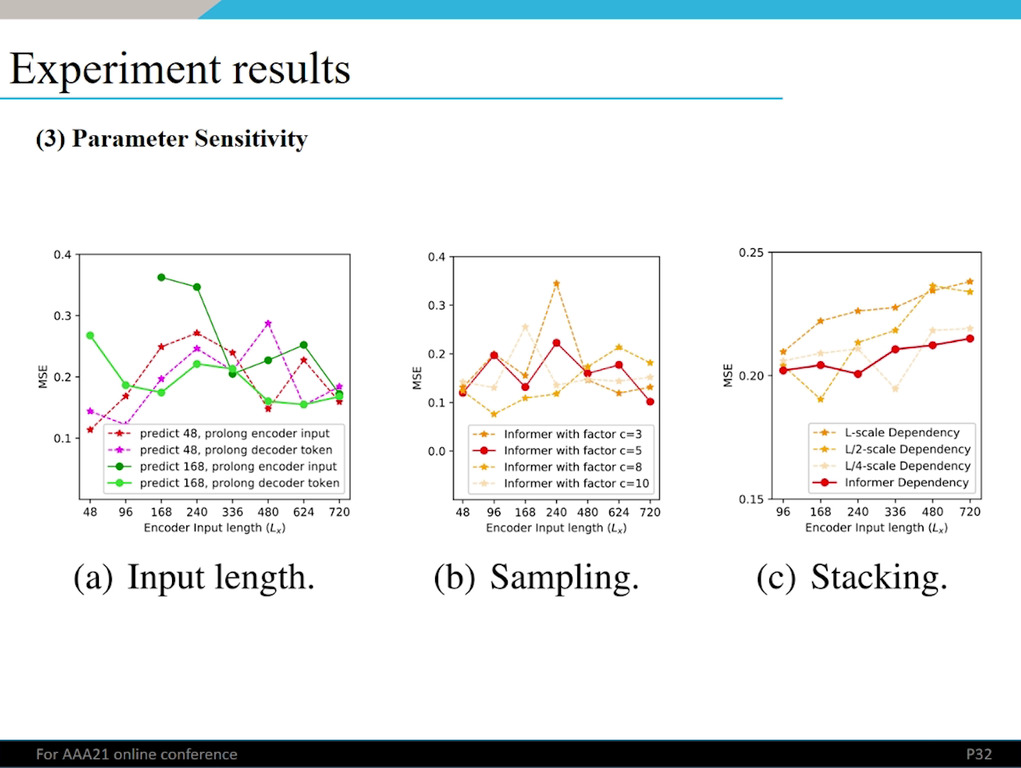 Experiment results
(3) Parameter Sensitivity
0.4
0.3
0.2
0.1
MSE
predict 48, prolong encoder input
predict 48, prolong decoder token
predict 168, prolong encoder input
predict 168, prolong decoder token
48 96 168 240 336 480 624 720
Encoder Input length (Lx)
(a) Input length.
0.4
0.3
0.2
0.1
0.0
MSE
Informer with factor c=3
Informer with factor c=5
Informer with factor c=8
Informer with factor c=10
48 96 168 240 480 624 720
Encoder Input length (Lx)
(b) Sampling.
0.25
0.20
0.15
MSE
L-scale Dependency
L/2-scale Dependency
L/4-scale Dependency
Informer Dependency
96 168 240 336 480 720
Encoder Input length (Lx)
(c) Stacking.
For AAA21 online conference
P32